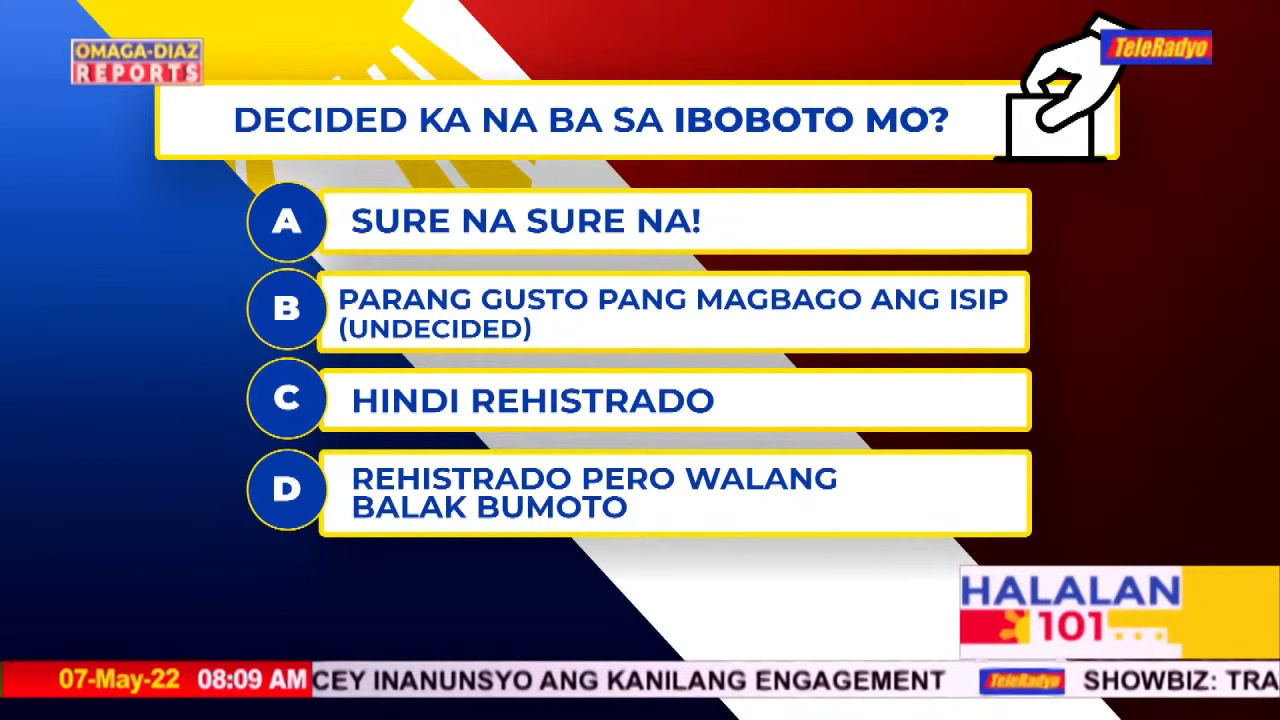 OMAGA-DIAZ
REPORTS
TeleRadyo
DECIDED KA NA BA SA IBOBOTO MO?
A
SURE NA SURE NA!
B
PARANG GUSTO PANG MAGBAGO ANG ISIP
(UNDECIDED)
C
HINDI REHISTRADO
D
REHISTRADO PERO WALANG
BALAK BUMOTO
HALALAN
101
07-May-22 08:09 AM CEY INANUNSYO ANG KANILANG ENGAGEMENT TeleRadyo SHOWBIZ: TRA